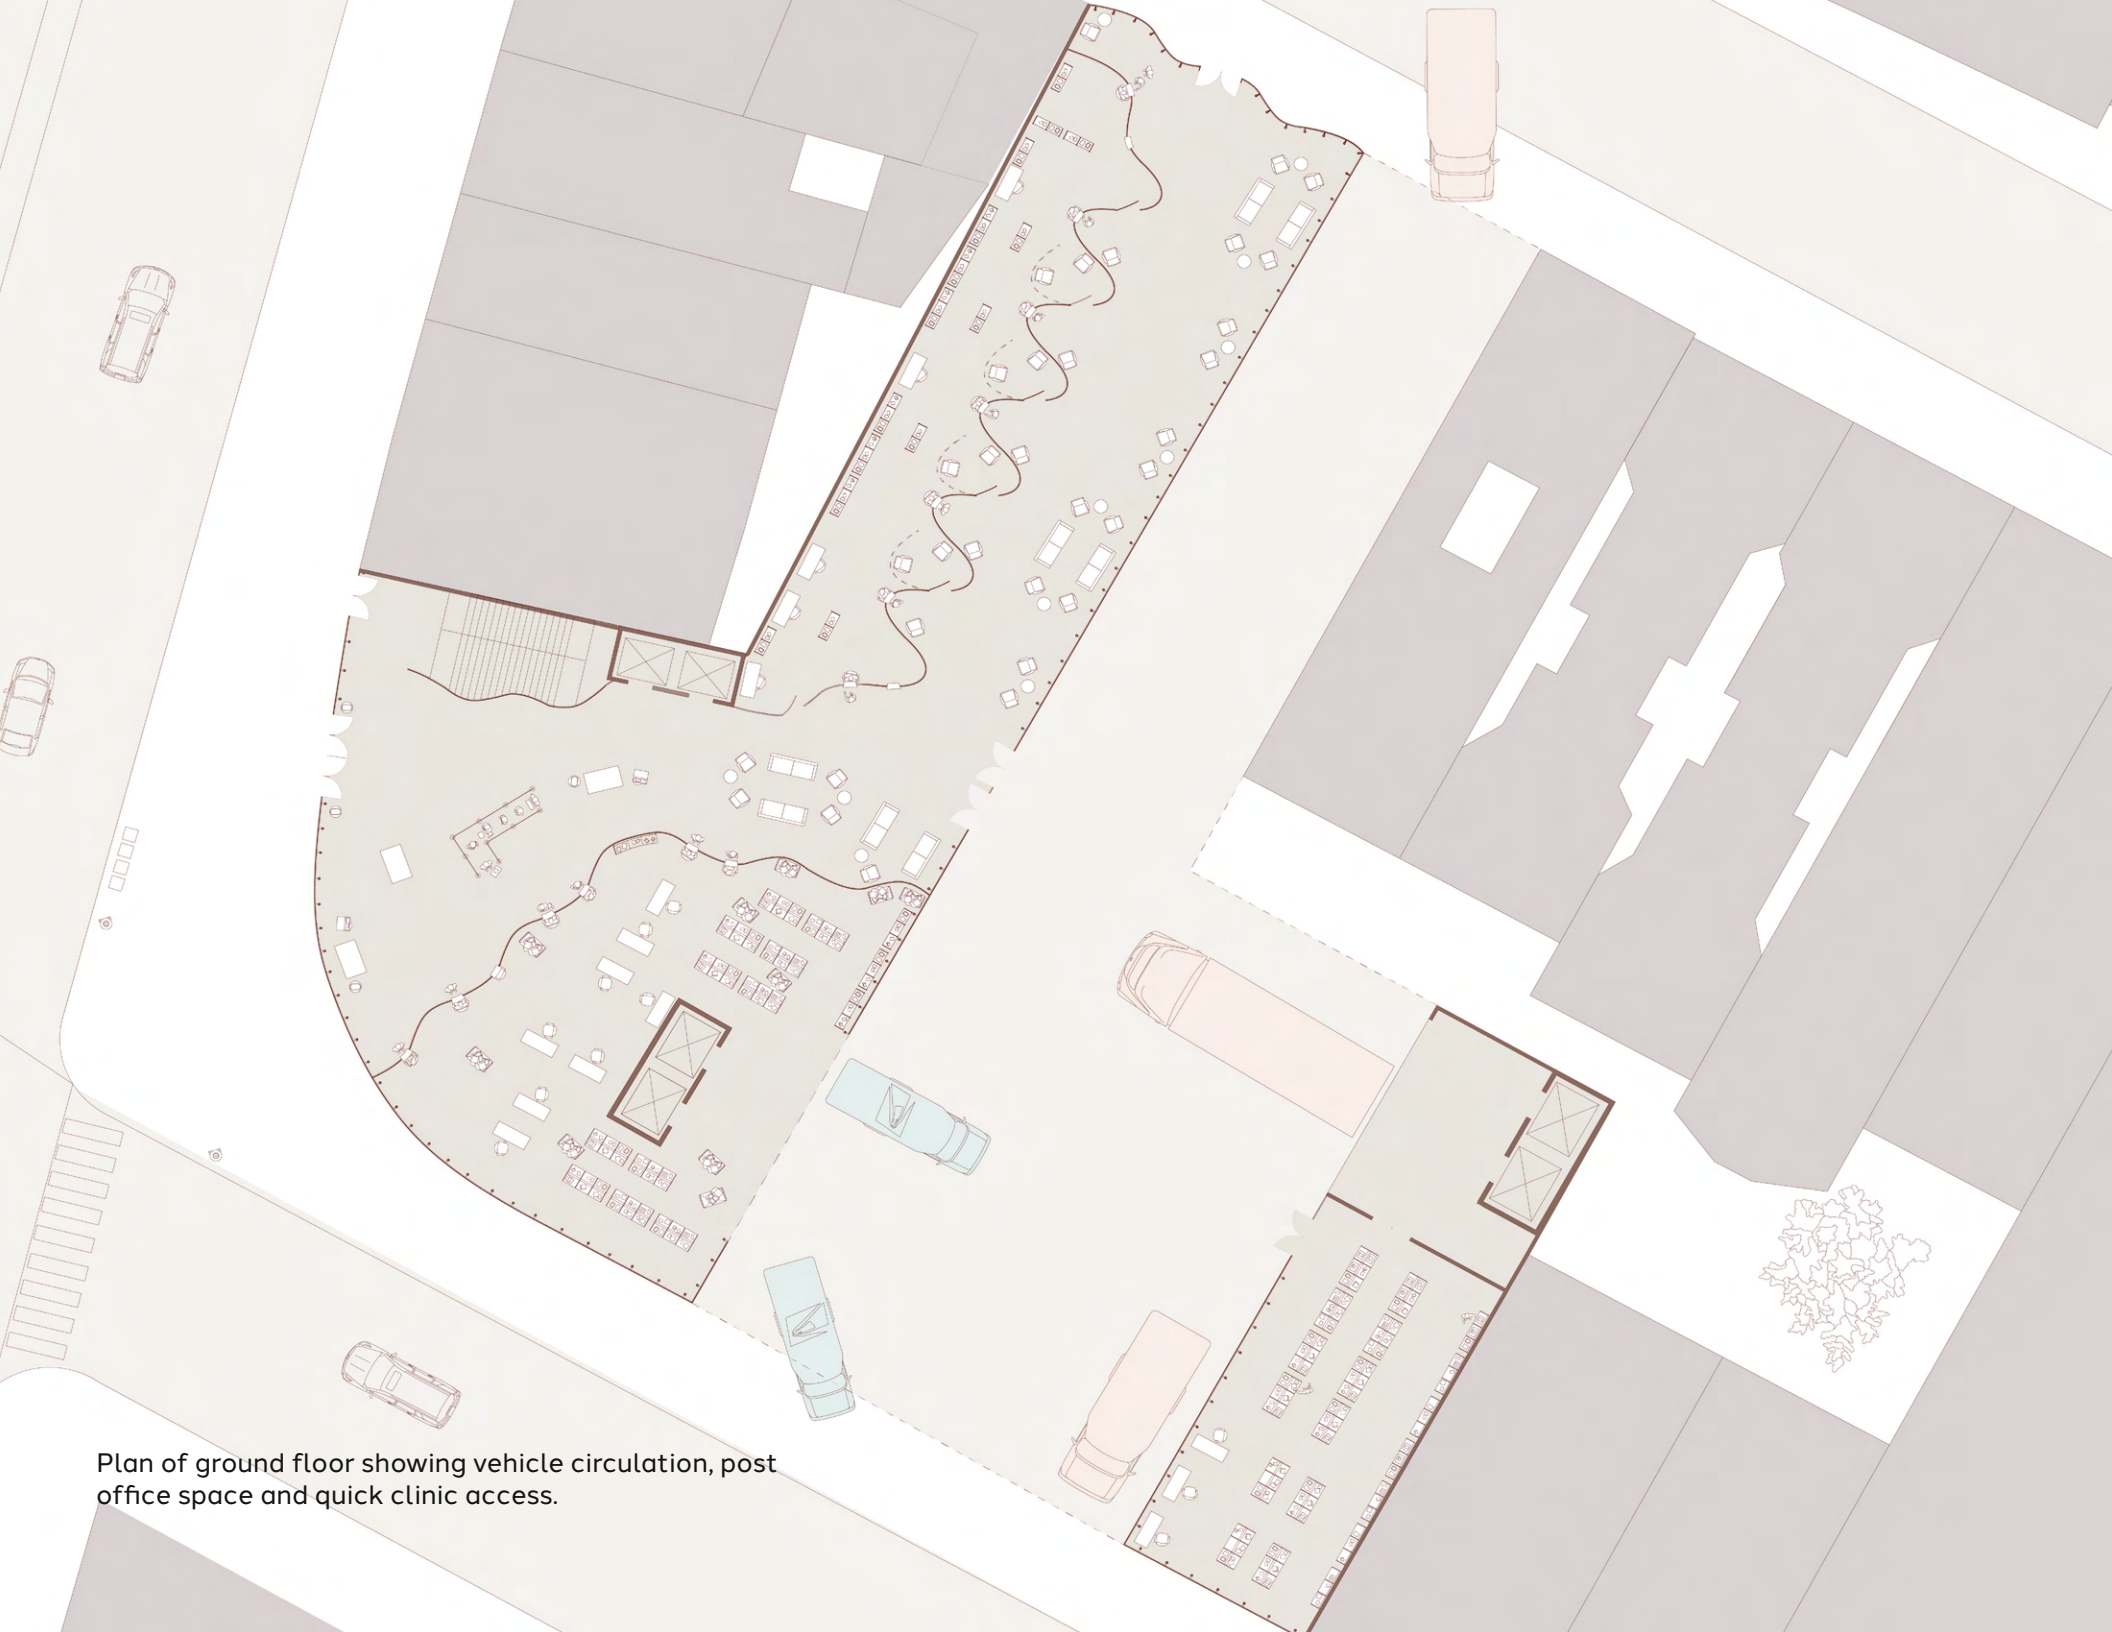 Plan of ground floor showing vehicle circulation, post
office space and quick clinic access.